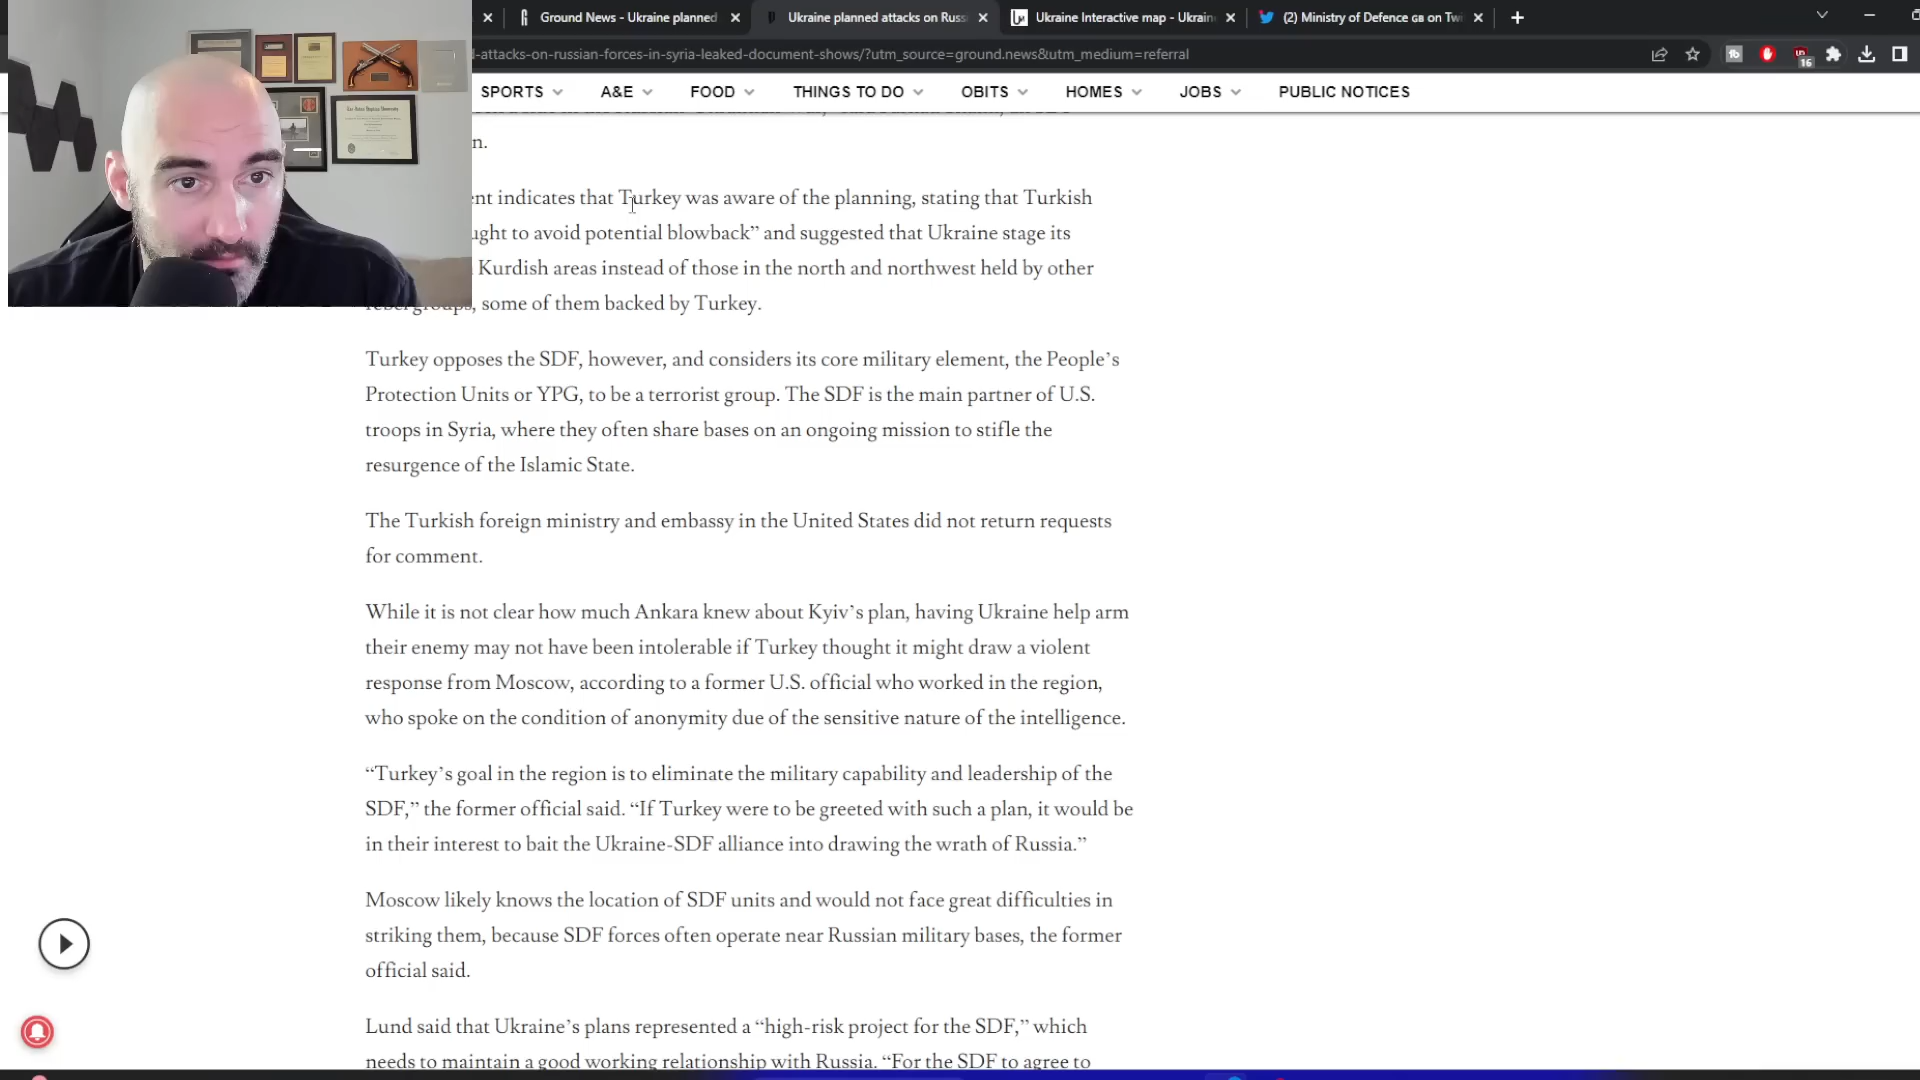 Ground News - Ukraine planned
Ukraine planned attacks on Russ
Ukraine Interactive map - Ukrain
(2) Ministry of Defence GB on Twi
d-attacks-on-russian-forces-in-syria-leaked-document-shows/?utm_source=ground.news&utm_medium=referral
16
SPORTS
A&E
FOOD
THINGS TO DO
OBITS
HOMES
JOBS
PUBLIC NOTICES
n.
ent indicates that Turkey was aware of the planning, stating that Turkish
ught to avoid potential blowback” and suggested that Ukraine stage its
Kurdish areas instead of those in the north and northwest held by other
rebel groups, some of them backed by Turkey.
Turkey opposes the SDF, however, and considers its core military element, the People’s
Protection Units or YPG, to be a terrorist group. The SDF is the main partner of U.S.
troops in Syria, where they often share bases on an ongoing mission to stifle the
resurgence of the Islamic State.
The Turkish foreign ministry and embassy in the United States did not return requests
for comment.
While it is not clear how much Ankara knew about Kyiv’s plan, having Ukraine help arm
their enemy may not have been intolerable if Turkey thought it might draw a violent
response from Moscow, according to a former U.S. official who worked in the region,
who spoke on the condition of anonymity due of the sensitive nature of the intelligence.
“Turkey’s goal in the region is to eliminate the military capability and leadership of the
SDF,” the former official said. “If Turkey were to be greeted with such a plan, it would be
in their interest to bait the Ukraine-SDF alliance into drawing the wrath of Russia.”
Moscow likely knows the location of SDF units and would not face great difficulties in
striking them, because SDF forces often operate near Russian military bases, the former
official said.
Lund said that Ukraine’s plans represented a “high-risk project for the SDF,” which
needs to maintain a good working relationship with Russia. “For the SDF to agree to